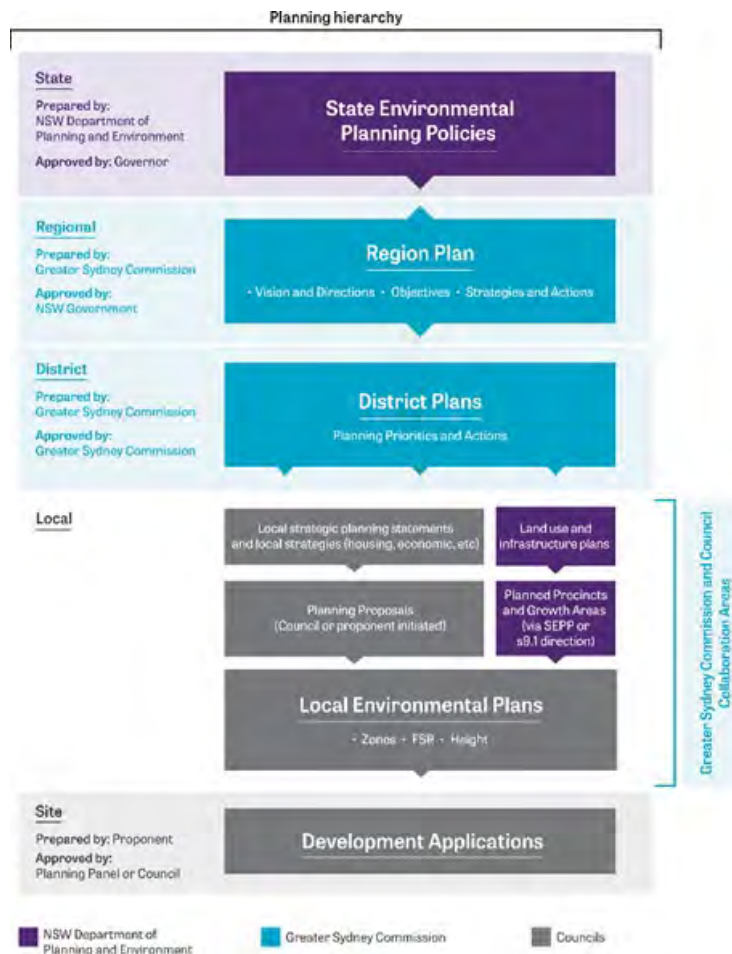 Planning hierarchy
State
Prepared by:
NSW Department of
Planning and Environment
Approved by: Governor
State Environmental
Planning Policies
Regional
Prepared by:
Greater Sydney Commission
Approved by:
NSW Government
Region Plan
• Vision and Directions • Objectives • Strategies and Actions
District
Prepared by:
Greater Sydney Commission
Approved by:
Greater Sydney Commission
District Plans
Planning Priorities and Actions
Local
Local strategic planning statements
and local strategies (housing, economic, etc)
Land use and
infrastructure plans
Planning Proposals
(Council or proponent initiated)
Planned Precincts
and Growth Areas
(via SEPP or
s9.1 direction)
Local Environmental Plans
• Zones • FSR • Height
Greater Sydney Commission and Council
Collaboration Areas
Site
Prepared by: Proponent
Approved by:
Planning Panel or Council
Development Applications
NSW Department of
Planning and Environment
Greater Sydney Commission
Councils